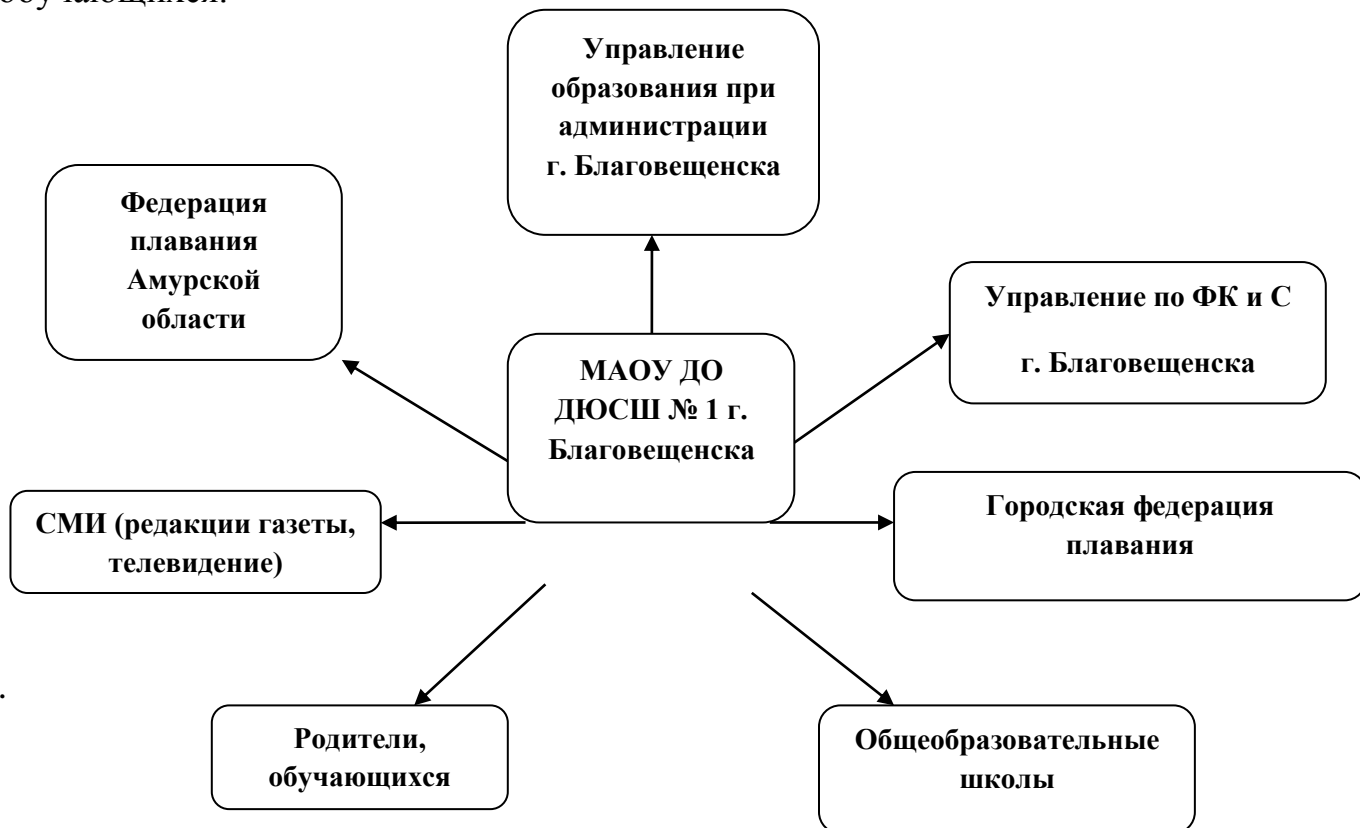 обучающихся.
Управление
образования при
администрации
г. Благовещенска
Федерация
плавания
Амурской
области
Управление по ФК и С
г. Благовещенска
МАОУ ДО
ДЮСШ № 1 г.
Благовещенска
СМИ (редакции газеты,
телевидение)
Городская федерация
плавания
.
Родители,
обучающихся
Общеобразовательные
школы